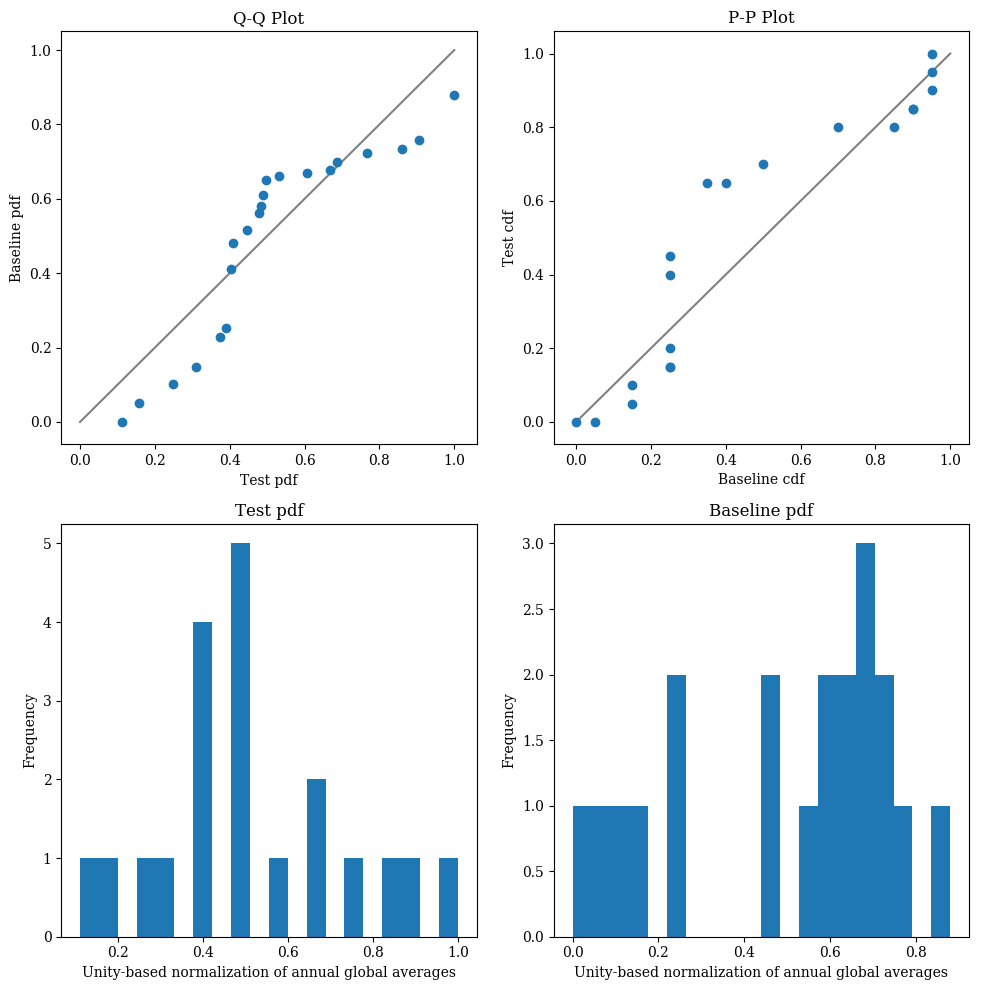 Q-Q Plot
1.0
0.8
0.6
0.4
0.2
0.0
Baseline pdf
0.0 0.2 0.4 0.6 0.8 1.0
Test pdf
P-P Plot
1.0
0.8
0.6
0.4
0.2
0.0
Test cdf
0.0 0.2 0.4 0.6 0.8 1.0
Baseline cdf
Test pdf
5
4
3
2
1
0
Frequency
0.2 0.4 0.6 0.8 1.0
Unity-based normalization of annual global averages
Baseline pdf
3.0
2.5
2.0
1.5
1.0
0.5
0.0
Frequency
0.0 0.2 0.4 0.6 0.8
Unity-based normalization of annual global averages